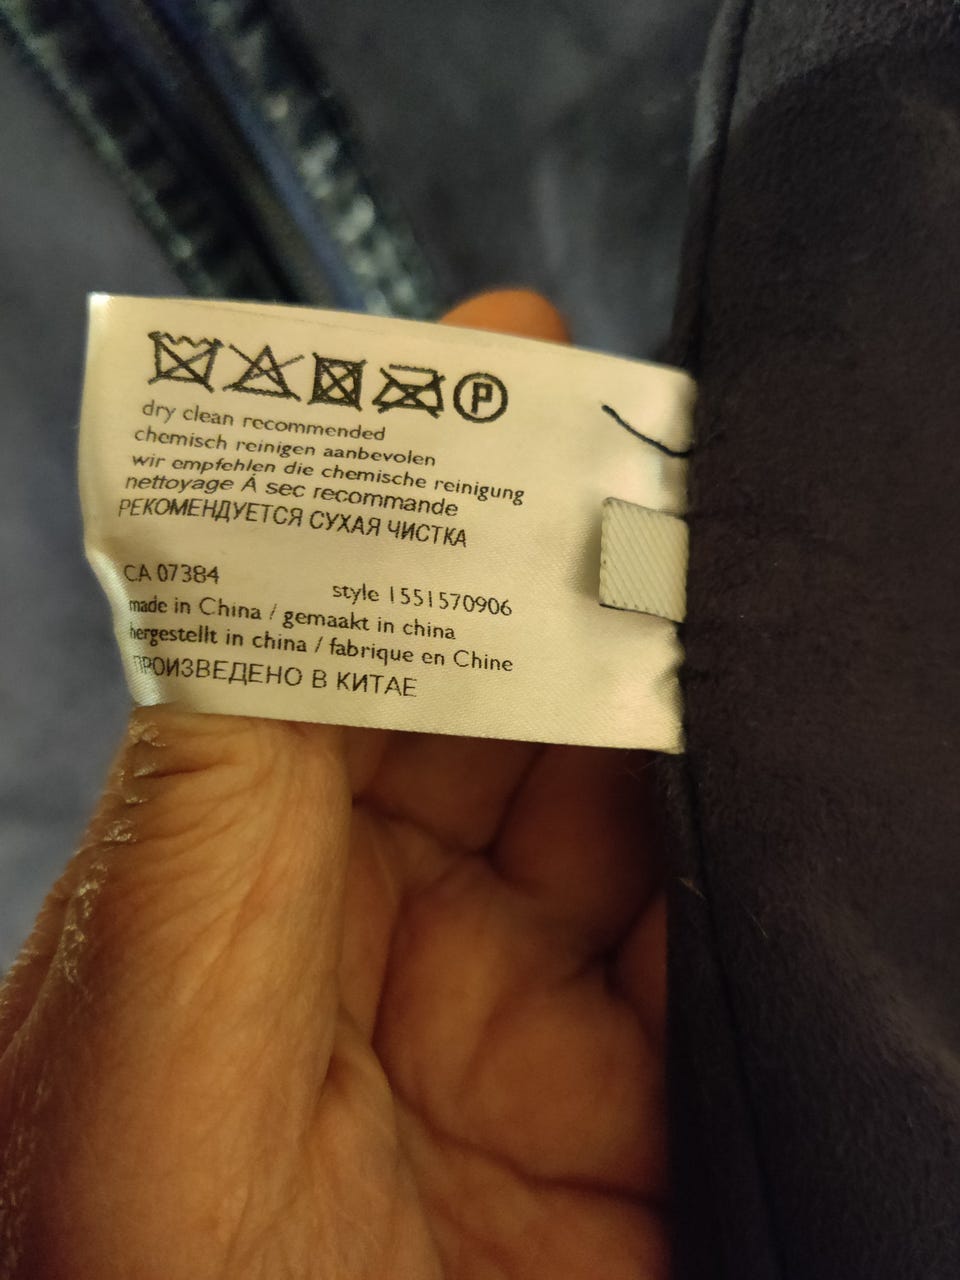 P
dry clean recommended
chemisch reinigen aanbevolen
wir empfehlen die chemische reinigung
nettoyage À sec recommande
РЕКОМЕНДУЕТСЯ СУХАЯ ЧИСТКА
CA 07384
style 1551570906
made in China / gemaakt in china
hergestellt in china / fabrique en Chine
ПРОИЗВЕДЕНО В КИТАЕ